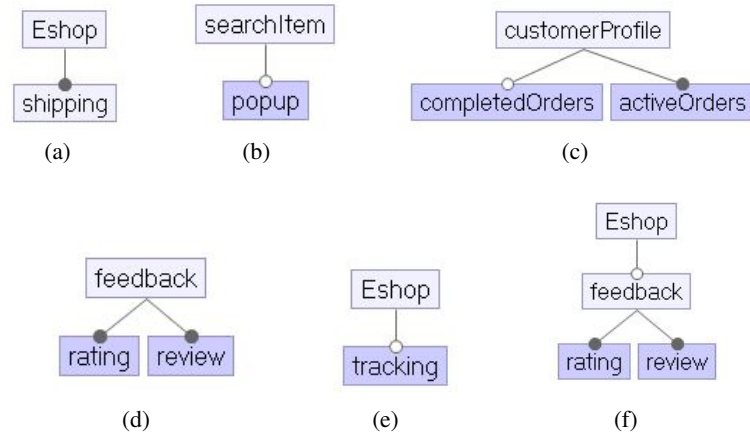 Eshop
shipping
(a)
searchItem
popup
(b)
customerProfile
completedOrders activeOrders
(c)
feedback
rating review
(d)
Eshop
tracking
(e)
Eshop
feedback
rating review
(f)